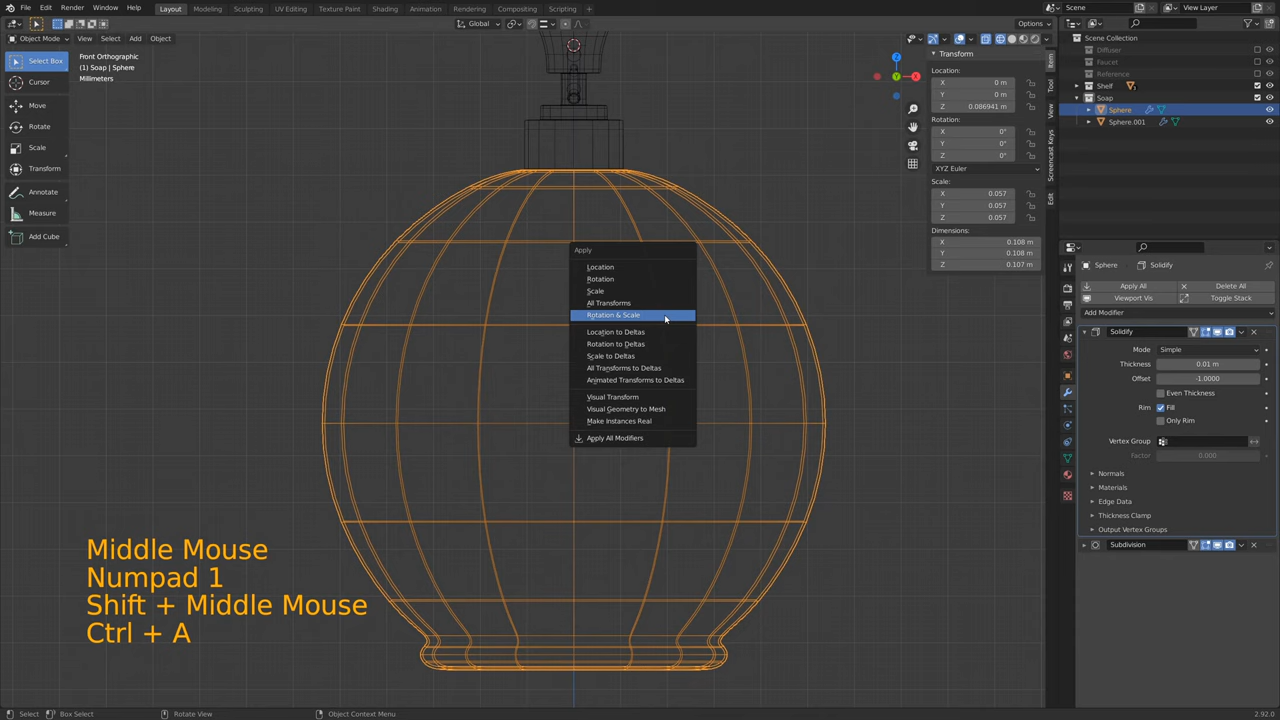 File Edit Render Window Help Layout Modeling Sculpting UV Editing Texture Paint Shading Animation Rendering Compositing Scripting Scene View Layer
Global Options
Object Mode View Select Add Object
Select Box
Cursor
Move
Rotate
Scale
Transform
Annotate
Measure
Add Cube
Front Orthographic
(1) Soap | Sphere
Millimeters
Apply
Location
Rotation
Scale
All Transforms
Rotation & Scale
Location to Deltas
Rotation to Deltas
Scale to Deltas
All Transforms to Deltas
Animated Transforms to Deltas
Visual Transform
Visual Geometry to Mesh
Make Instances Real
Apply All Modifiers
Middle Mouse
Numpad 1
Shift + Middle Mouse
Ctrl + A
Transform
Location:
X 0 m
Y 0 m
Z 0.086941 m
Rotation:
X 0°
Y 0°
Z 0°
XYZ Euler
Scale:
X 0.057
Y 0.057
Z 0.057
Dimensions:
X 0.108 m
Y 0.108 m
Z 0.107 m
Item
Tool
View
Screencast Keys
Edit
Scene Collection
Diffuser
Faucet
Reference
Shelf
Soap
Sphere
Sphere.001
Sphere Solidify
Apply All Delete All
Viewport Vis Toggle Stack
Add Modifier
Solidify
Mode Simple
Thickness 0.01 m
Offset -1.0000
Even Thickness
Rim Fill
Only Rim
Vertex Group
Factor 0.000
Normals
Materials
Edge Data
Thickness Clamp
Output Vertex Groups
Subdivision
Select Box Select Rotate View Object Context Menu 2.92.0